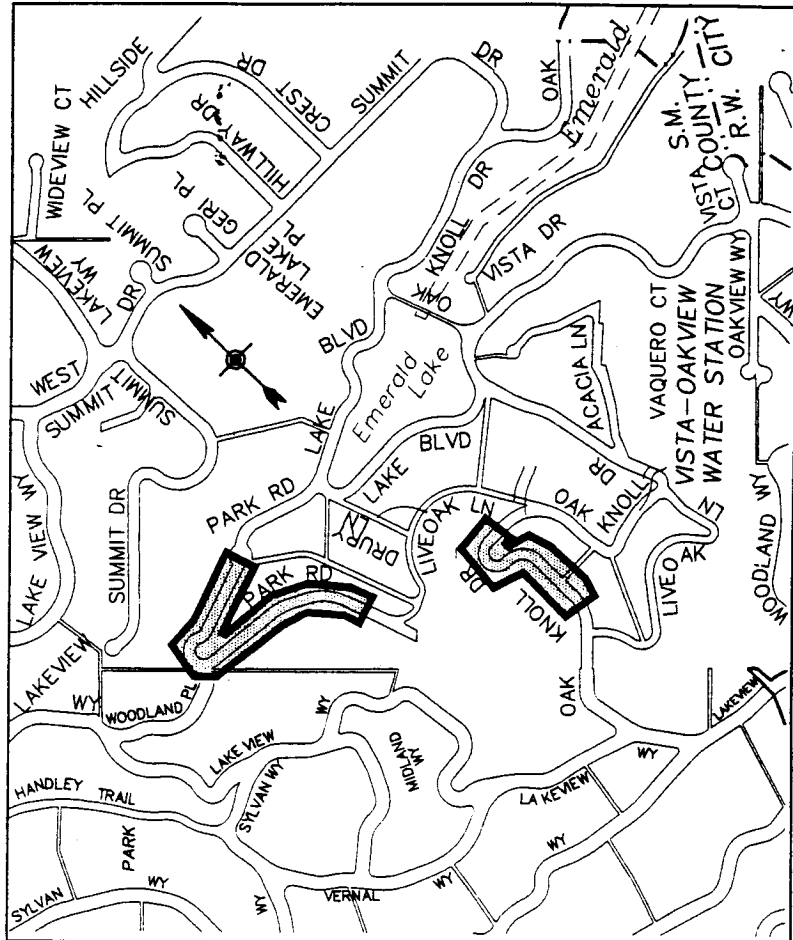 HILLSIDE
DR
CREST
SUMMIT
DR
OAK
Emerald
S.M.
COUNTY
R.W. CITY
WIDEVIEW CT
HILLWAY DR
GERI PL
SUMMIT PL
LAKEVIEW
WY
DR
EMERALD
LAKE PL
KNOLL DR
OAK
VISTA DR
VISTA
CT
WEST
SUMMIT
SUMMIT
BLVD
LAKE
Emerald
Lake
ACACIA LN
VAQUERO CT
VISTA-OAKVIEW
WATER STATION
OAKVIEW WY
WY
LAKE VIEW WY
SUMMIT DR
PARK RD
LAKE BLVD
DRURY
LN
LIVEOAK LN
OAK
KNOLL
DR
LIVEOAK
LN
WOODLAND WY
PARK RD
KNOLL
DR
OAK
LAKEVIEW
WY
WOODLAND
PL
LAKE VIEW
WY
MIDLAND
WY
LAKEVIEW
WY
LAKEVIEW
HANDLEY TRAIL
SYLVAN WY
PARK
WY
SYLVAN
WY
VERNAL
WY
WY